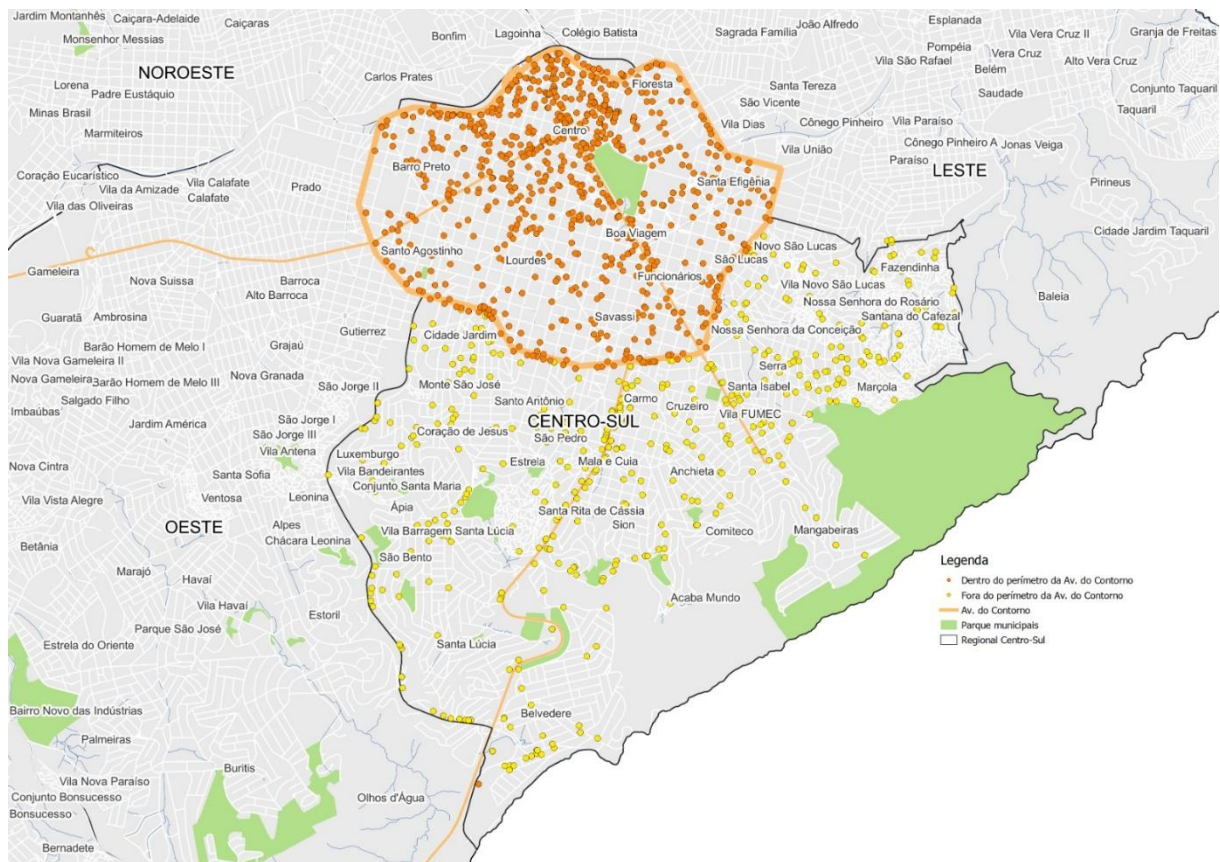 Jardim Montanhês
Caiçara-Adelaide
Caiçaras
Bonfim
Lagoinha
Colégio Batista
Sagrada Família
João Alfredo
Esplanada
Vila Vera Cruz II
Granja de Freitas
Monsenhor Messias
Pompéia
Vera Cruz
Vila São Rafael
Alto Vera Cruz
Belém
NOROESTE
Carlos Prates
Floresta
Santa Tereza
Saudade
Conjunto Taquaril
Lorena
Padre Eustáquio
São Vicente
Taquaril
Minas Brasil
Vila Dias
Cônego Pinheiro
Vila Paraíso
Marmiteiros
Centro
Vila União
Cônego Pinheiro A
Jonas Veiga
Barro Preto
Paraíso
Coração Eucarístico
Vila Calafate
Prado
Santa Efigênia
LESTE
Pirineus
Vila da Amizade
Calafate
Vila das Oliveiras
Boa Viagem
Cidade Jardim Taquaril
Santo Agostinho
Lourdes
Novo São Lucas
São Lucas
Fazendinha
Gameleira
Nova Suissa
Barroca
Funcionários
Vila Novo São Lucas
Alto Barroca
Nossa Senhora do Rosário
Baleia
Guaratã
Ambrosina
Savassi
Santana do Cafezal
Gutierrez
Cidade Jardim
Nossa Senhora da Conceição
Barão Homem de Melo I
Grajaú
Vila Nova Gameleira II
Serra
Nova Gameleira
Barão Homem de Melo III
Nova Granada
São Jorge II
Monte São José
Santa Isabel
Marçola
Salgado Filho
Santo Antônio
Carmo
Cruzeiro
Imbaúbas
Vila FUMEC
Jardim América
São Jorge I
CENTRO-SUL
São Jorge III
Coração de Jesus
São Pedro
Vila Antena
Luxemburgo
Nova Cintra
Santa Sofia
Vila Bandeirantes
Estrela
Mala e Cuia
Anchieta
Conjunto Santa Maria
Vila Vista Alegre
Ventosa
Leonina
Ápia
Santa Rita de Cássia
OESTE
Alpes
Vila Barragem Santa Lúcia
Sion
Comiteco
Mangabeiras
Chácara Leonina
Betânia
São Bento
Marajó
Havaí
Acaba Mundo
Vila Havaí
Estoril
Parque São José
Estrela do Oriente
Santa Lúcia
Bairro Novo das Indústrias
Belvedere
Palmeiras
Buritis
Vila Nova Paraíso
Conjunto Bonsucesso
Olhos d'Água
Bonsucesso
Bernadete
Legenda
Dentro do perímetro da Av. do Contorno
Fora do perímetro da Av. do Contorno
Av. do Contorno
Parque municipais
Regional Centro-Sul